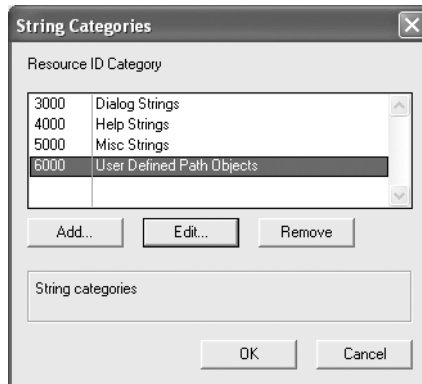 String Categories
Resource ID Category
3000 Dialog Strings
4000 Help Strings
5000 Misc Strings
6000 User Defined Path Objects
Add... Edit... Remove
String categories
OK Cancel